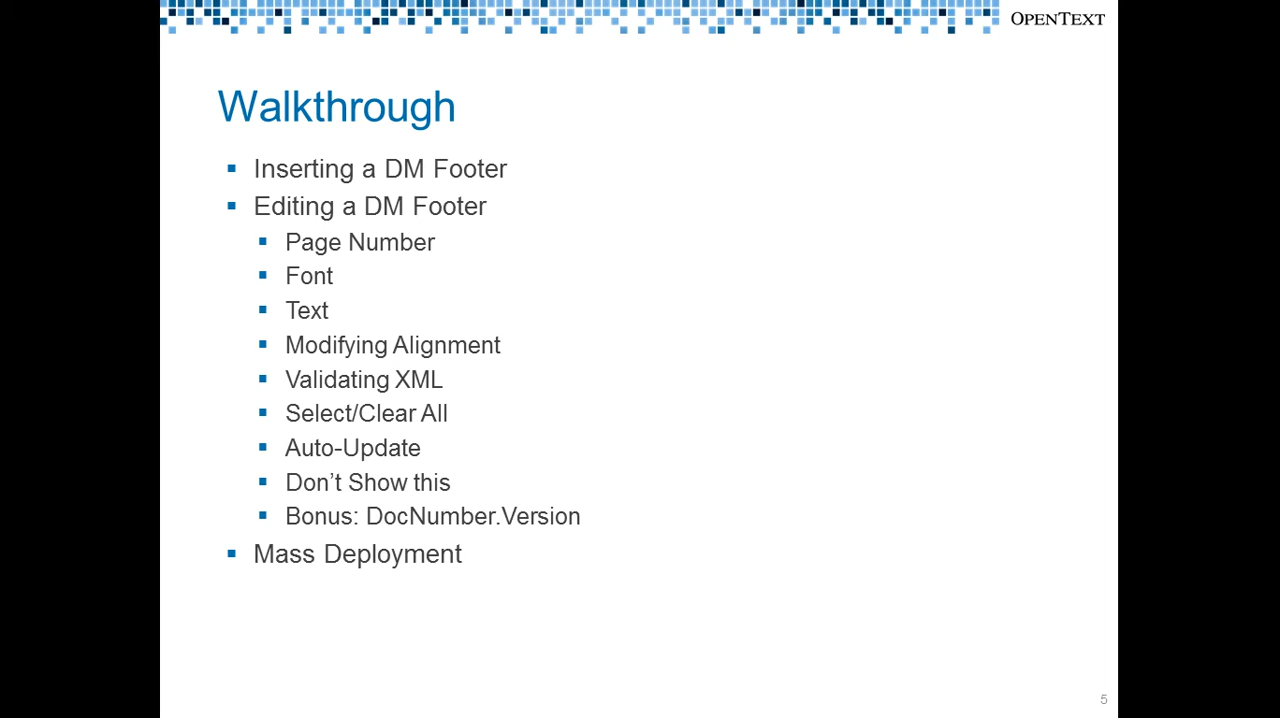 OPENTEXT
Walkthrough
Inserting a DM Footer
Editing a DM Footer
Page Number
Font
Text
Modifying Alignment
Validating XML
Select/Clear All
Auto-Update
Don’t Show this
Bonus: DocNumber.Version
Mass Deployment
5